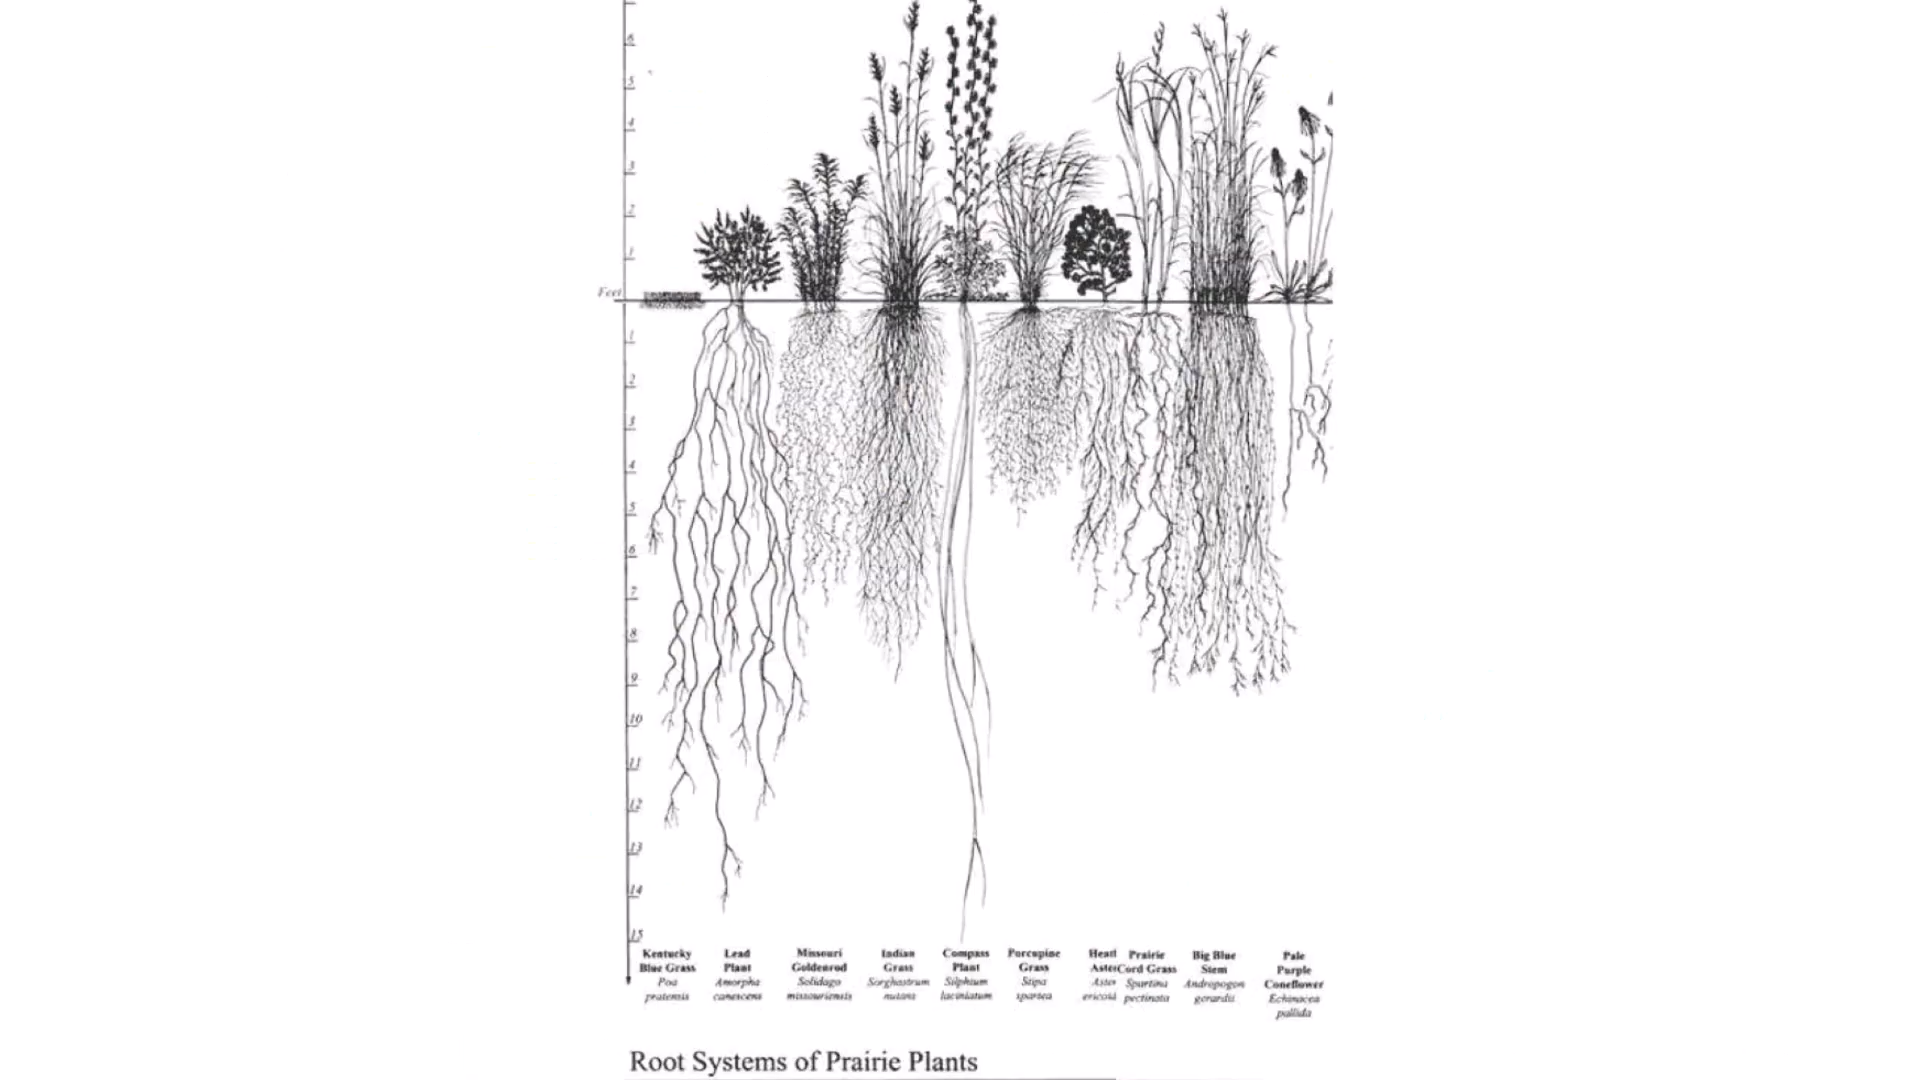 6
5
4
3
2
1
Feet
1
2
3
4
5
6
7
8
9
10
11
12
13
14
15
Kentucky
Blue Grass
Poa
pratensis
Lead
Plant
Amorpha
canescens
Missouri
Goldenrod
Solidago
missouriensis
Indian
Grass
Sorghastrum
nutans
Compass
Plant
Silphium
laciniatum
Porcupine
Grass
Stipa
spartea
Heatl
Aster
Aster
ericoid
Prairie
Cord Grass
Spartina
pectinata
Big Blue
Stem
Andropogon
gerardii
Pale
Purple
Coneflower
Echinacea
pallida
Root Systems of Prairie Plants